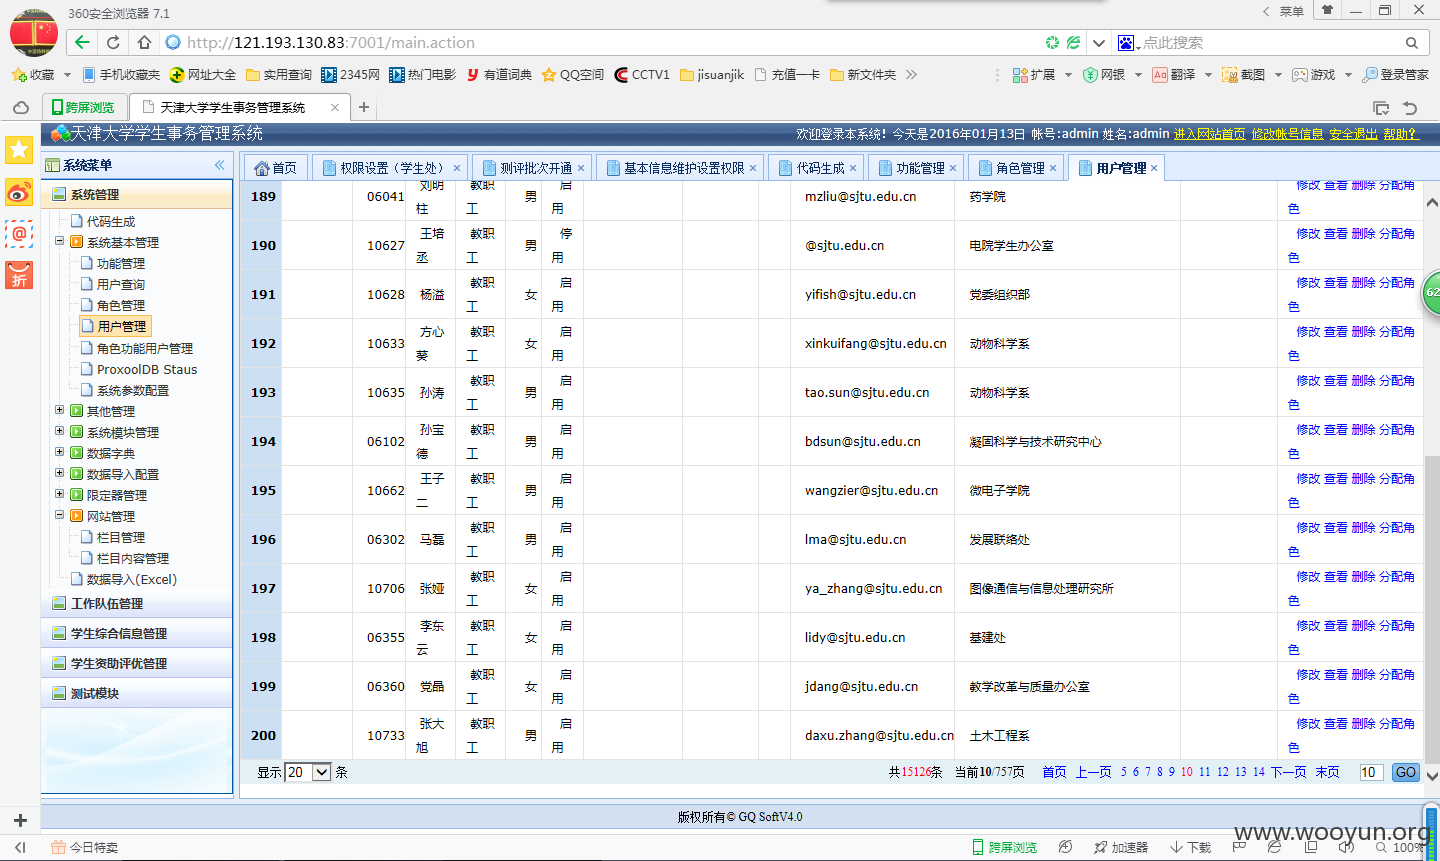 360安全浏览器 7.1
菜单
http://121.193.130.83:7001/main.action
点此搜索
收藏 手机收藏夹 网址大全 实用查询 2345网 热门电影 有道词典 QQ空间 CCTV1 jisuanjik 充值一卡 新文件夹 扩展 网银 翻译 截图 游戏 登录管家
跨屏浏览 天津大学学生事务管理系统
天津大学学生事务管理系统 欢迎登录本系统! 今天是2016年01月13日 帐号:admin 姓名:admin 进入网站首页 修改帐号信息 安全退出 帮助?
系统菜单
首页 权限设置（学生处） 测评批次开通 基本信息维护设置权限 代码生成 功能管理 角色管理 用户管理
系统管理
代码生成
系统基本管理
功能管理
用户查询
角色管理
用户管理
角色功能用户管理
ProxoolDB Staus
系统参数配置
其他管理
系统模块管理
数据字典
数据导入配置
限定器管理
网站管理
栏目管理
栏目内容管理
数据导入(Excel)
工作队伍管理
学生综合信息管理
学生资助评优管理
测试模块
189 06041 刘明柱 教职工 男 启用 mzliu@sjtu.edu.cn 药学院 修改 查看 删除 分配角色
190 10627 王培丞 教职工 男 停用 @sjtu.edu.cn 电院学生办公室 修改 查看 删除 分配角色
191 10628 杨溢 教职工 女 启用 yifish@sjtu.edu.cn 党委组织部 修改 查看 删除 分配角色
192 10633 方心葵 教职工 女 启用 xinkuifang@sjtu.edu.cn 动物科学系 修改 查看 删除 分配角色
193 10635 孙涛 教职工 男 启用 tao.sun@sjtu.edu.cn 动物科学系 修改 查看 删除 分配角色
194 06102 孙宝德 教职工 男 启用 bdsun@sjtu.edu.cn 凝固科学与技术研究中心 修改 查看 删除 分配角色
195 10662 王子二 教职工 男 启用 wangzier@sjtu.edu.cn 微电子学院 修改 查看 删除 分配角色
196 06302 马磊 教职工 男 启用 lma@sjtu.edu.cn 发展联络处 修改 查看 删除 分配角色
197 10706 张娅 教职工 女 启用 ya_zhang@sjtu.edu.cn 图像通信与信息处理研究所 修改 查看 删除 分配角色
198 06355 李东云 教职工 女 启用 lidy@sjtu.edu.cn 基建处 修改 查看 删除 分配角色
199 06360 党晶 教职工 女 启用 jdang@sjtu.edu.cn 教学改革与质量办公室 修改 查看 删除 分配角色
200 10733 张大旭 教职工 男 启用 daxu.zhang@sjtu.edu.cn 土木工程系 修改 查看 删除 分配角色
显示 20 条 共15126条 当前10/757页 首页 上一页 5 6 7 8 9 10 11 12 13 14 下一页 末页 10 GO
版权所有© GQ SoftV4.0
今日特卖 跨屏浏览 加速器 下载 100%
www.wooyun.org
折
62